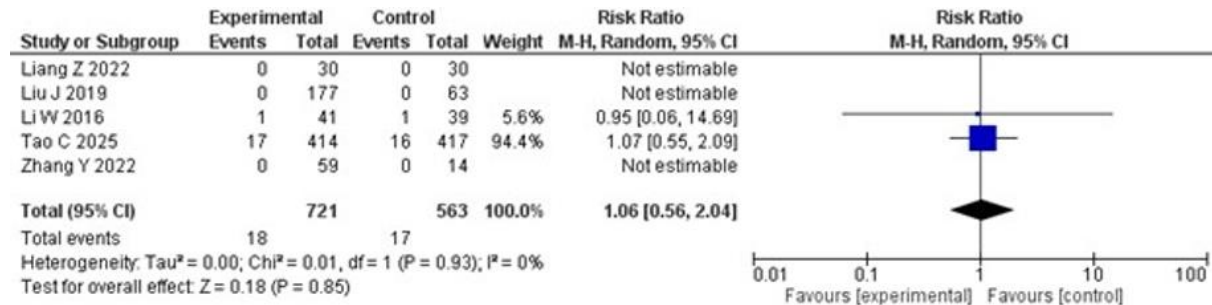 Experimental Control Risk Ratio Risk Ratio
Study or Subgroup Events Total Events Total Weight M-H, Random, 95% CI M-H, Random, 95% CI
Liang Z 2022 0 30 0 30 Not estimable
Liu J 2019 0 177 0 63 Not estimable
Li W 2016 1 41 1 39 5.6% 0.95 [0.06, 14.69]
Tao C 2025 17 414 16 417 94.4% 1.07 [0.55, 2.09]
Zhang Y 2022 0 59 0 14 Not estimable
Total (95% CI) 721 563 100.0% 1.06 [0.56, 2.04]
Total events 18 17
Heterogeneity: Tau² = 0.00; Chi² = 0.01, df = 1 (P = 0.93); I² = 0%
Test for overall effect: Z = 0.18 (P = 0.85)
0.01 0.1 1 10 100
Favours [experimental] Favours [control]